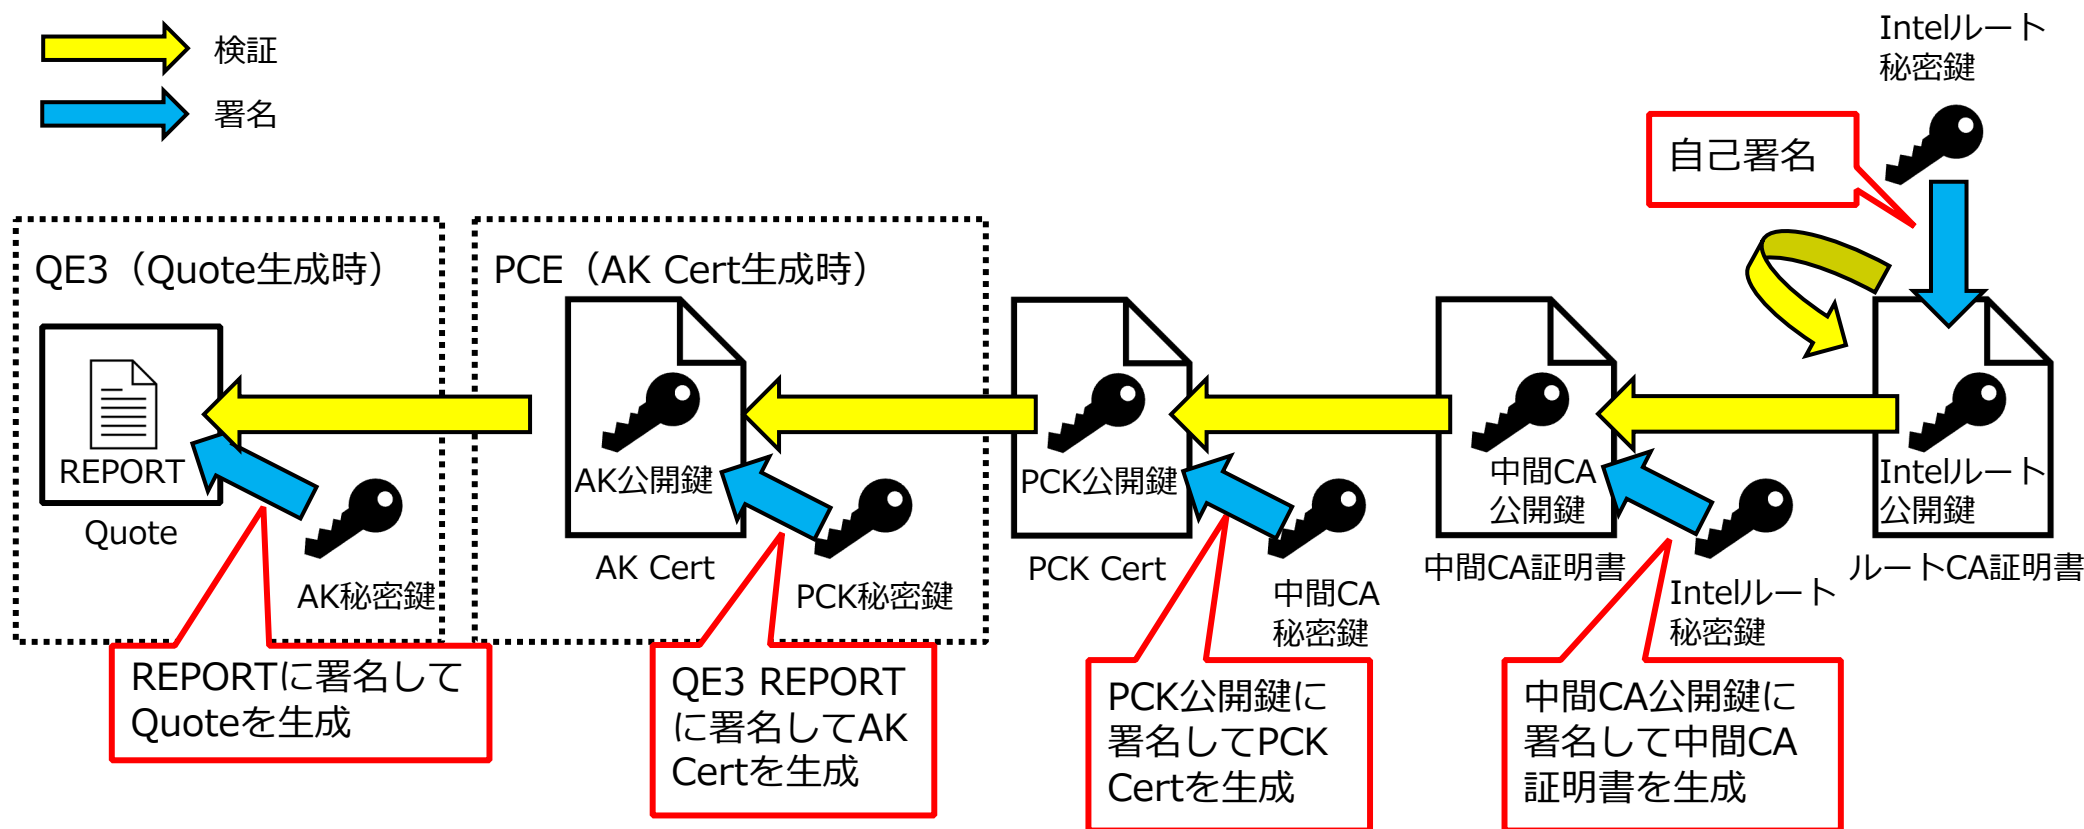 検証
署名
Intelルート
秘密鍵
自己署名
QE3（Quote生成時）
PCE（AK Cert生成時）
REPORT
Quote
AK秘密鍵
AK公開鍵
AK Cert
PCK秘密鍵
PCK公開鍵
PCK Cert
中間CA
秘密鍵
中間CA
公開鍵
中間CA証明書
Intelルート
秘密鍵
Intelルート
公開鍵
ルートCA証明書
REPORTに署名して
Quoteを生成
QE3 REPORT
に署名してAK
Certを生成
PCK公開鍵に
署名してPCK
Certを生成
中間CA公開鍵に
署名して中間CA
証明書を生成